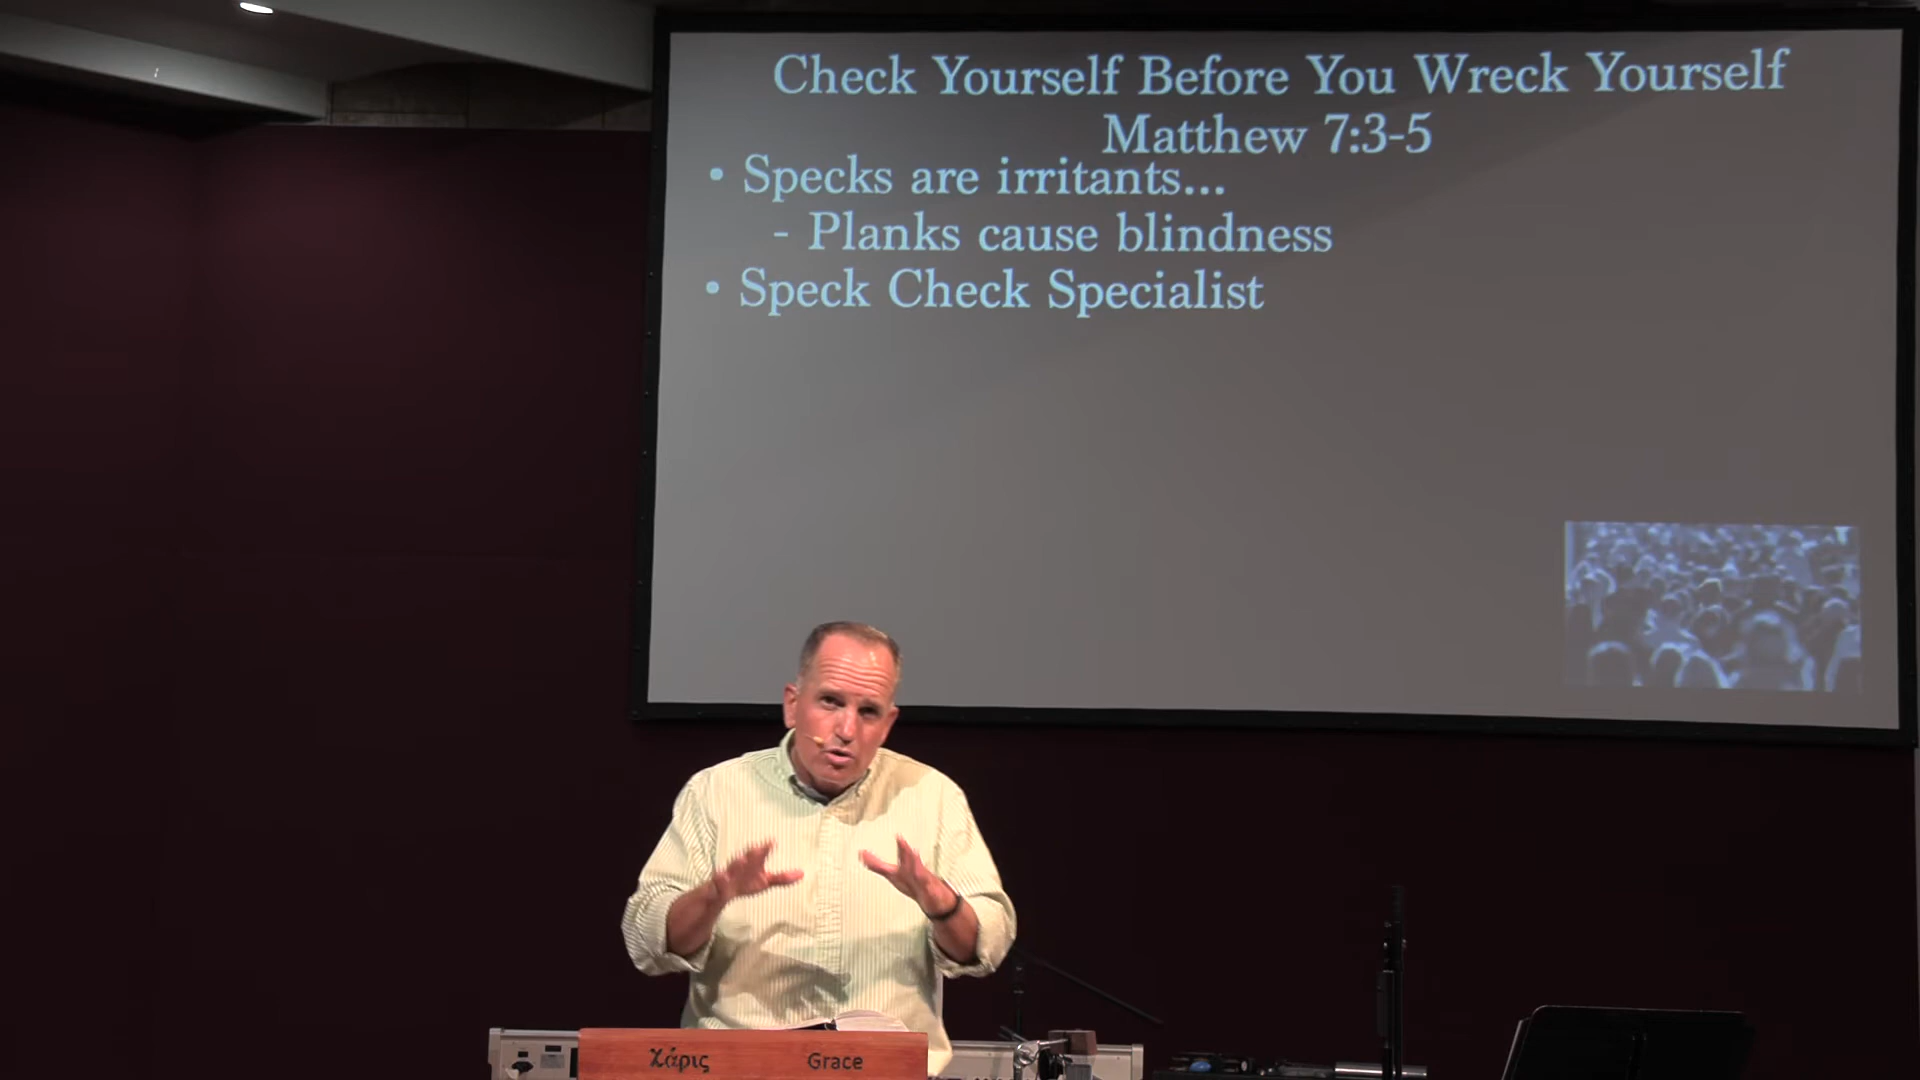 Check Yourself Before You Wreck Yourself
Matthew 7:3-5
• Specks are irritants...
- Planks cause blindness
• Speck Check Specialist
Χάρις Grace